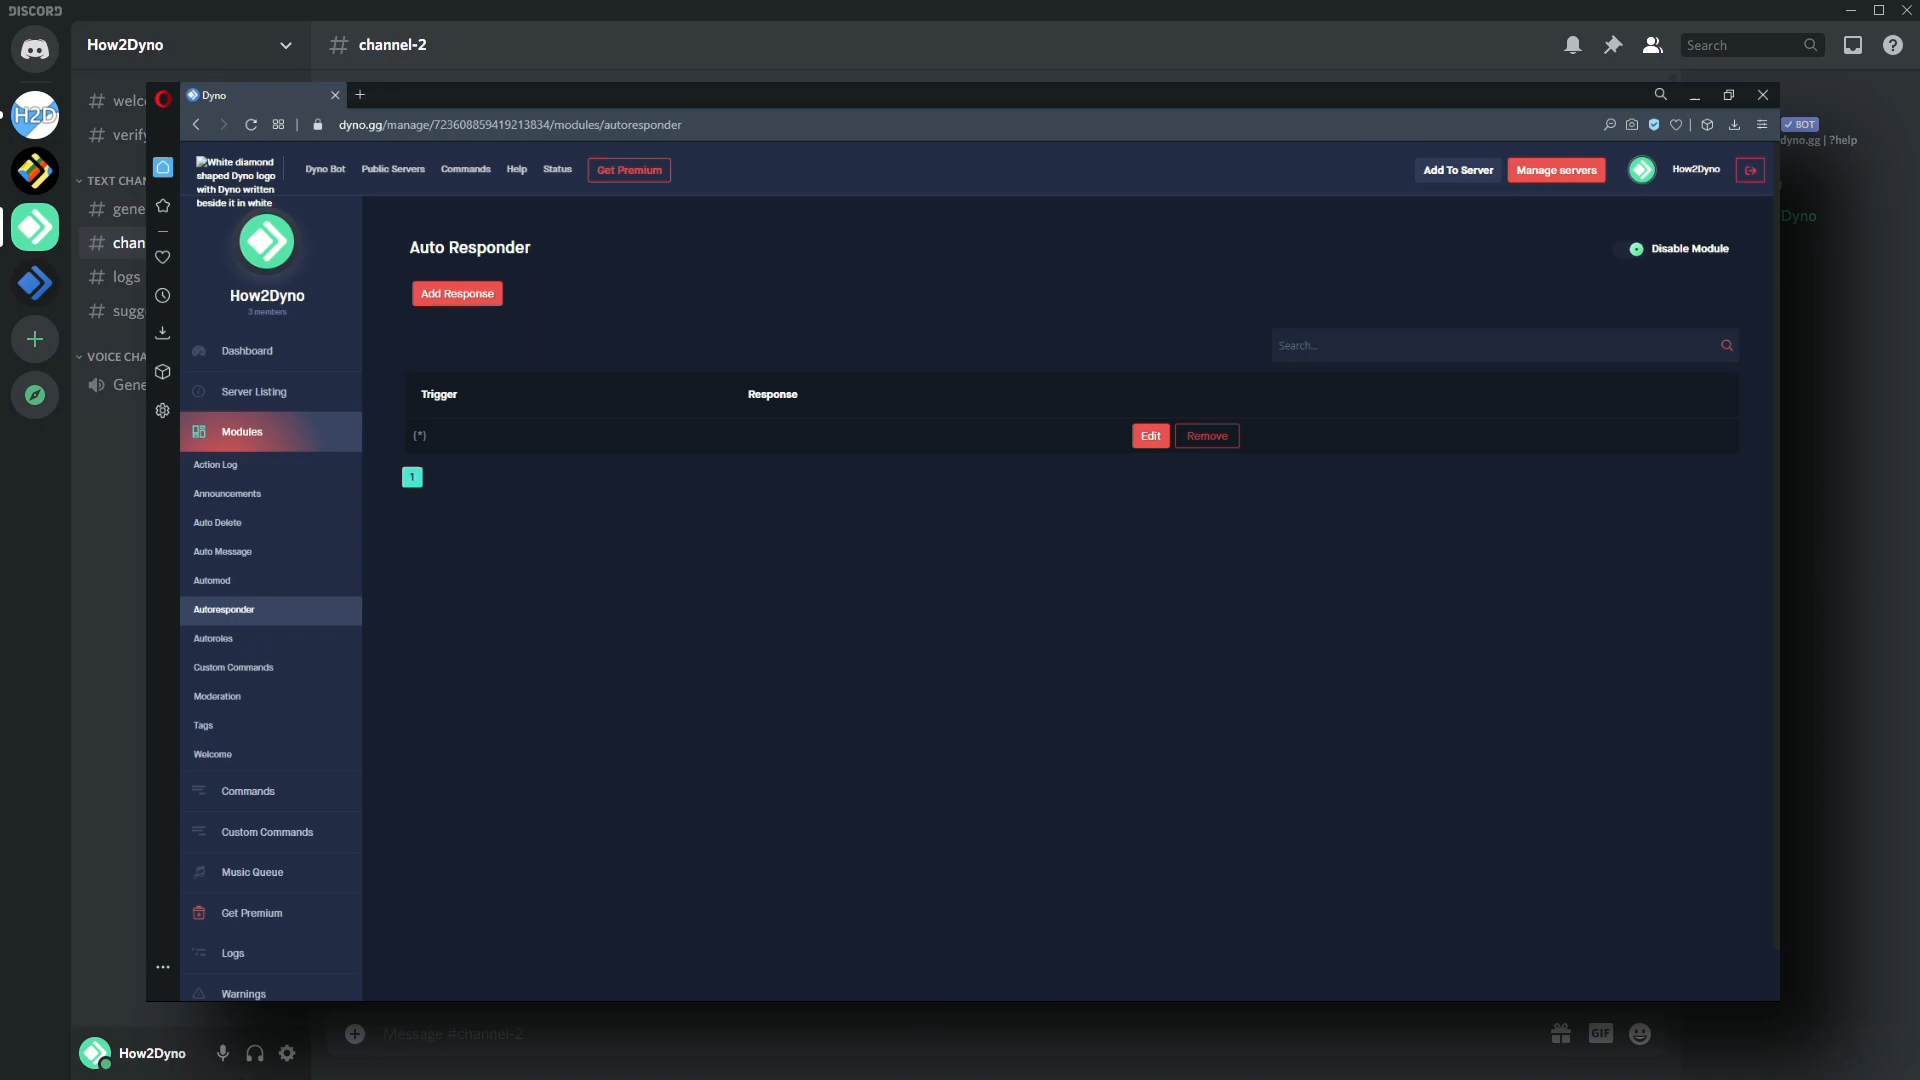 DISCORD
How2Dyno
channel-2
Search
H2D
welc
verify
TEXT CHAN
gene
chan
logs
sugg
VOICE CHA
Gene
Dyno
dyno.gg/manage/723608859419213834/modules/autoresponder
BOT
dyno.gg | ?help
Dyno
White diamond
shaped Dyno logo
with Dyno written
beside it in white
Dyno Bot
Public Servers
Commands
Help
Status
Get Premium
Add To Server
Manage servers
How2Dyno
How2Dyno
3 members
Dashboard
Server Listing
Modules
Action Log
Announcements
Auto Delete
Auto Message
Automod
Autoresponder
Autoroles
Custom Commands
Moderation
Tags
Welcome
Commands
Custom Commands
Music Queue
Get Premium
Logs
Warnings
Auto Responder
Disable Module
Add Response
Search...
Trigger
Response
{*}
Edit
Remove
1
How2Dyno
Message #channel-2
GIF